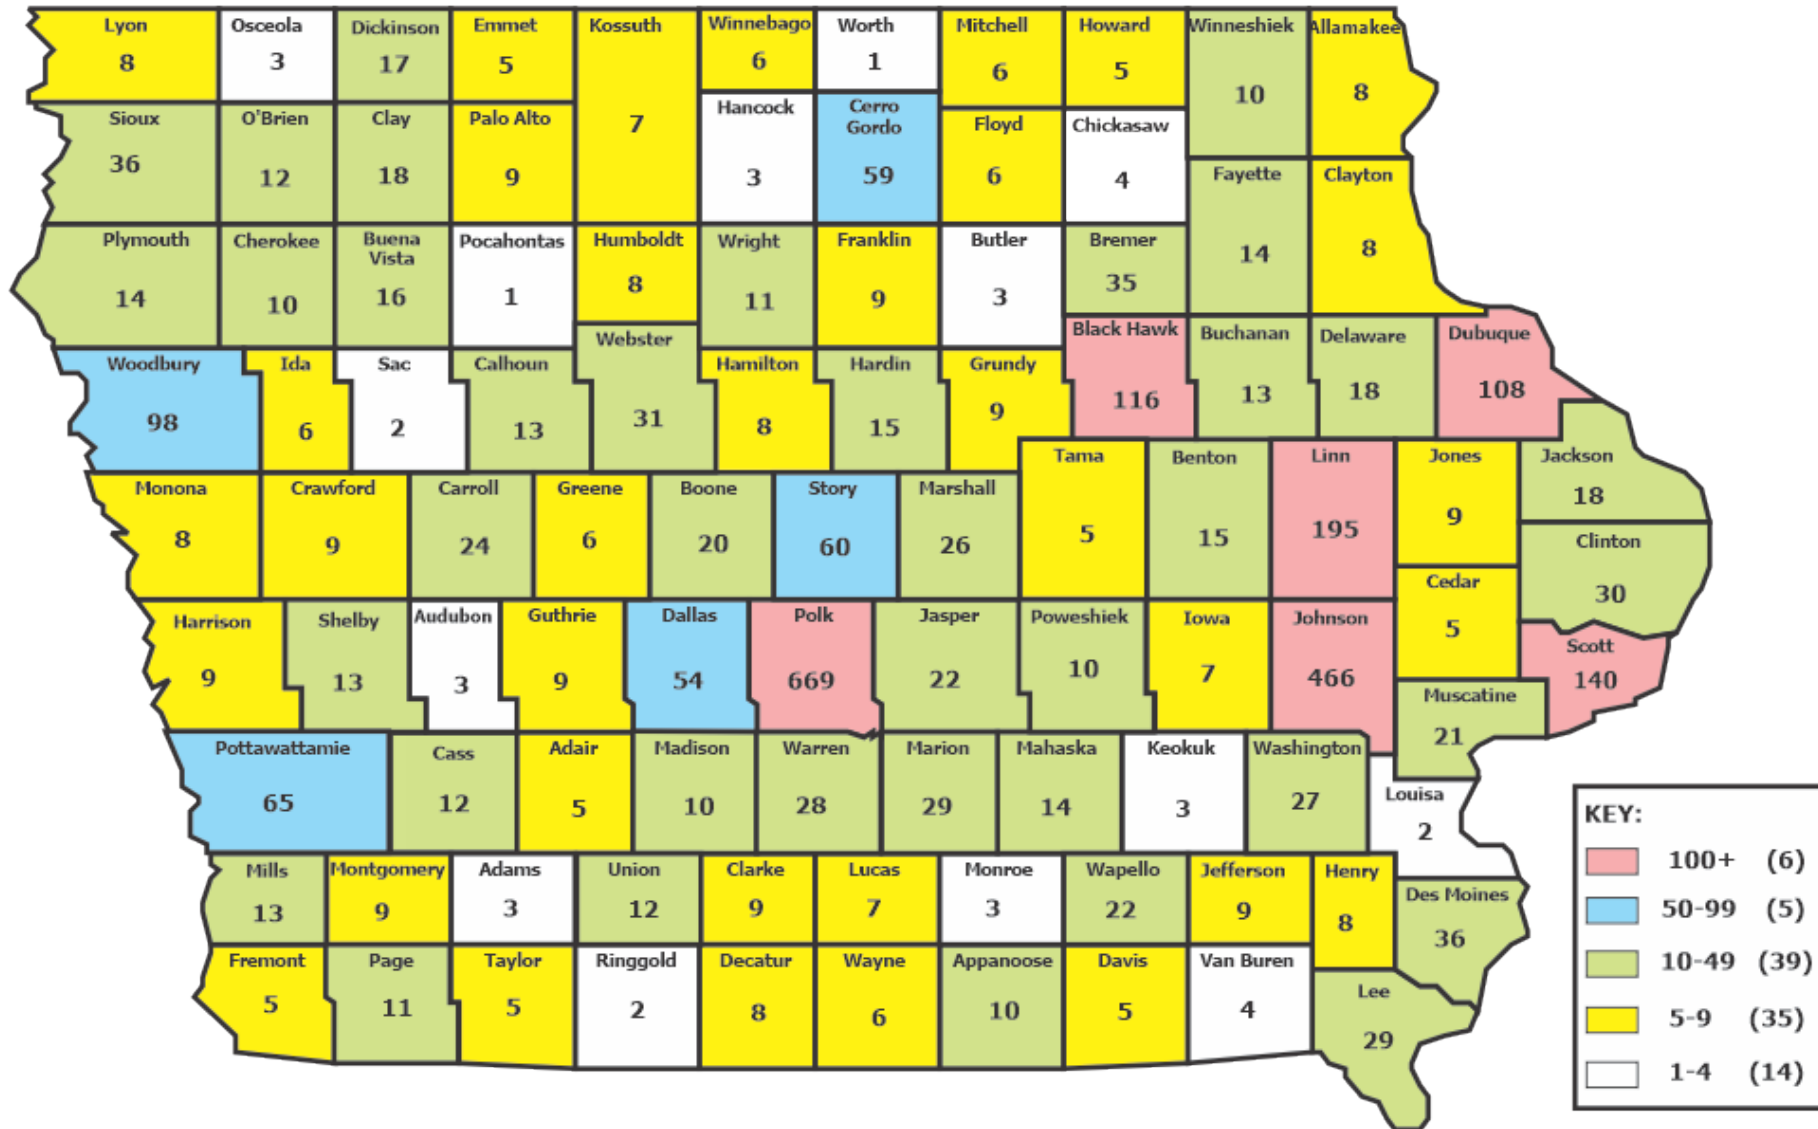 Lyon
8
Osceola
3
Dickinson
17
Emmet
5
Kossuth
7
Winnebago
6
Worth
1
Mitchell
6
Howard
5
Winneshiek
10
Allamakee
8
Sioux
36
O'Brien
12
Clay
18
Palo Alto
9
Hancock
3
Cerro
Gordo
59
Floyd
6
Chickasaw
4
Fayette
14
Clayton
8
Plymouth
14
Cherokee
10
Buena
Vista
16
Pocahontas
1
Humboldt
8
Wright
11
Franklin
9
Butler
3
Bremer
35
Woodbury
98
Ida
6
Sac
2
Calhoun
13
Webster
31
Hamilton
8
Hardin
15
Grundy
9
Black Hawk
116
Buchanan
13
Delaware
18
Dubuque
108
Monona
8
Crawford
9
Carroll
24
Greene
6
Boone
20
Story
60
Marshall
26
Tama
5
Benton
15
Linn
195
Jones
9
Jackson
18
Clinton
30
Cedar
5
Harrison
9
Shelby
13
Audubon
3
Guthrie
9
Dallas
54
Polk
669
Jasper
22
Poweshiek
10
Iowa
7
Johnson
466
Scott
140
Muscatine
21
Pottawattamie
65
Cass
12
Adair
5
Madison
10
Warren
28
Marion
29
Mahaska
14
Keokuk
3
Washington
27
Louisa
2
Mills
13
Montgomery
9
Adams
3
Union
12
Clarke
9
Lucas
7
Monroe
3
Wapello
22
Jefferson
9
Henry
8
Des Moines
36
Fremont
5
Page
11
Taylor
5
Ringgold
2
Decatur
8
Wayne
6
Appanoose
10
Davis
5
Van Buren
4
Lee
29
KEY:
100+ (6)
50-99 (5)
10-49 (39)
5-9 (35)
1-4 (14)